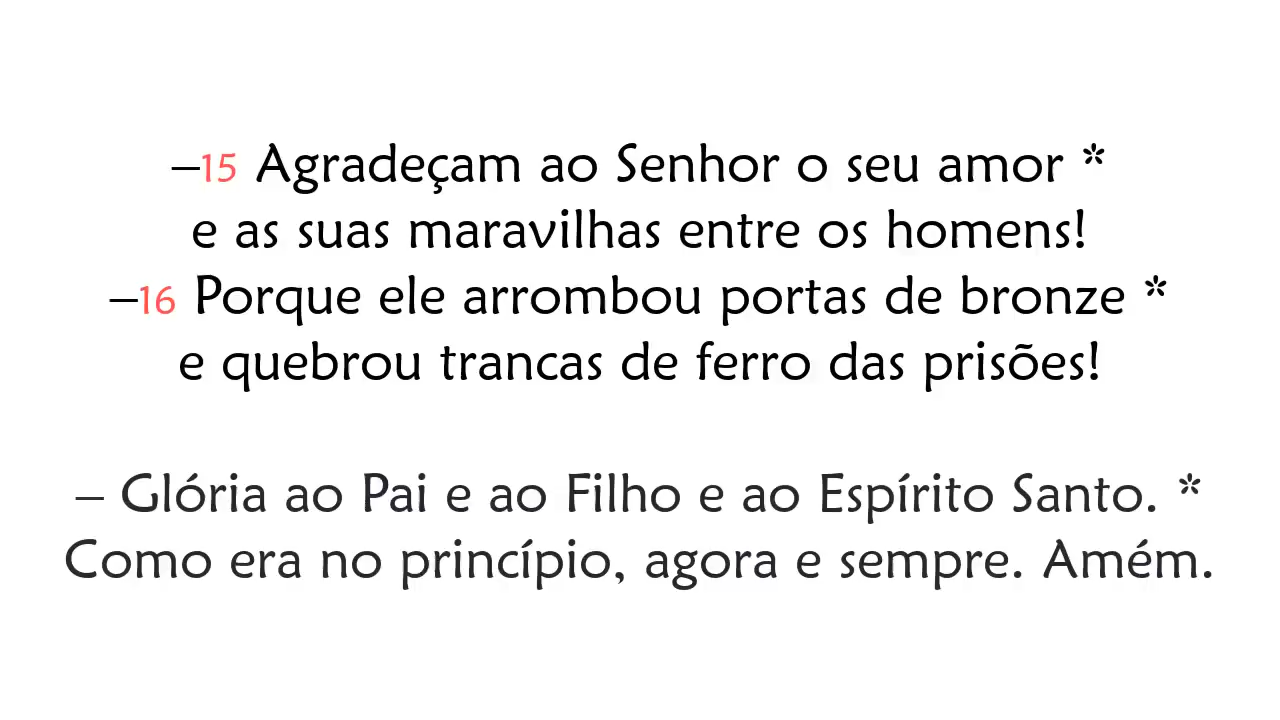 –15 Agradeçam ao Senhor o seu amor *
e as suas maravilhas entre os homens!
–16 Porque ele arrombou portas de bronze *
e quebrou trancas de ferro das prisões!
– Glória ao Pai e ao Filho e ao Espírito Santo. *
Como era no princípio, agora e sempre. Amém.